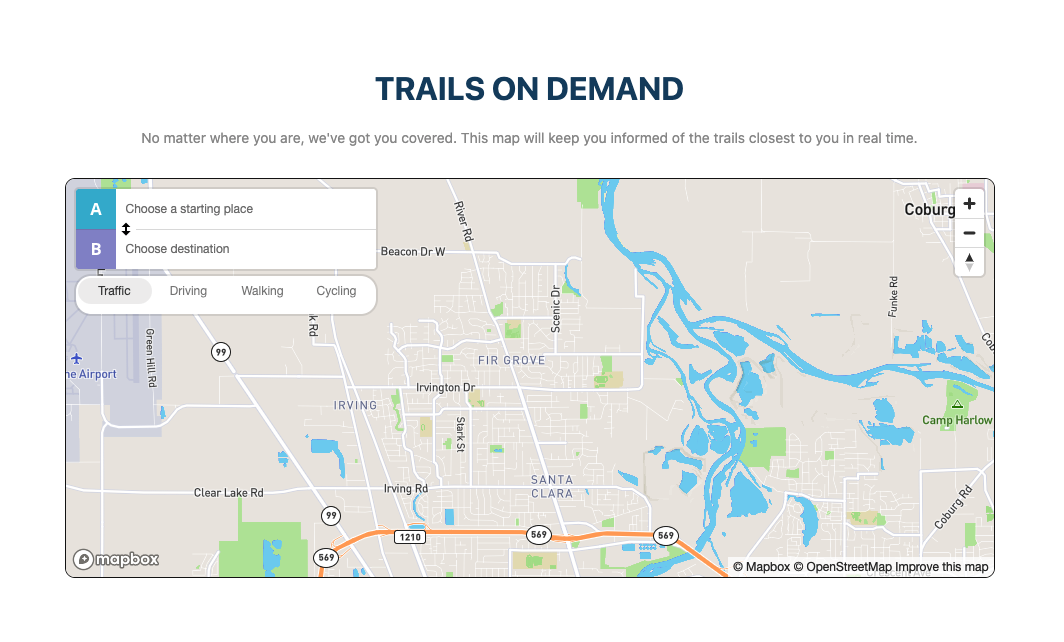 TRAILS ON DEMAND
No matter where you are, we've got you covered. This map will keep you informed of the trails closest to you in real time.
A
Choose a starting place
B
Choose destination
Traffic
Driving
Walking
Cycling
River Rd
Beacon Dr W
Coburg
Scenic Dr
Funke Rd
k Rd
Green Hill Rd
99
ne Airport
FIR GROVE
Irvington Dr
IRVING
Stark St
Camp Harlow
SANTA
CLARA
Clear Lake Rd
Irving Rd
Coburg Rd
99
1210
569
569
569
mapbox
© Mapbox © OpenStreetMap Improve this map